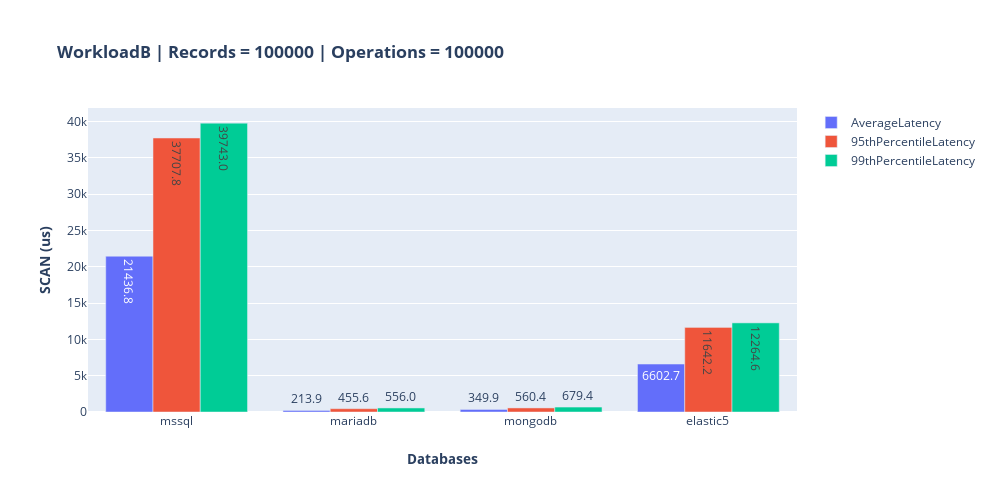 WorkloadB | Records = 100000 | Operations = 100000
AverageLatency
95thPercentileLatency
99thPercentileLatency
SCAN (us)
40k
35k
30k
25k
20k
15k
10k
5k
0
21436.8
37707.8
39743.0
213.9
455.6
556.0
349.9
560.4
679.4
6602.7
11642.2
12264.6
mssql
mariadb
mongodb
elastic5
Databases